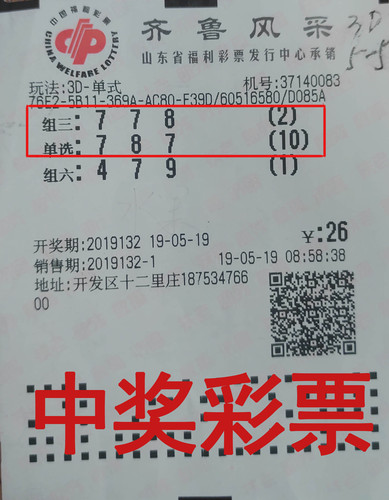 中国福利彩票
CHINA WELFARE LOTTERY
齐鲁风采
3D
5-5
山东省福利彩票发行中心承销
玩法:3D-单式 机号:37140083
76E2-5B11-369A-AC80-F39D/60516580/D085A
组三:7 7 8 (2)
单选:7 8 7 (10)
组六:4 7 9 (1)
¥:26
开奖期:2019132 19-05-19
销售期:2019132-1 19-05-19 08:58:38
地址:开发区十二里庄187534766
00
中奖彩票